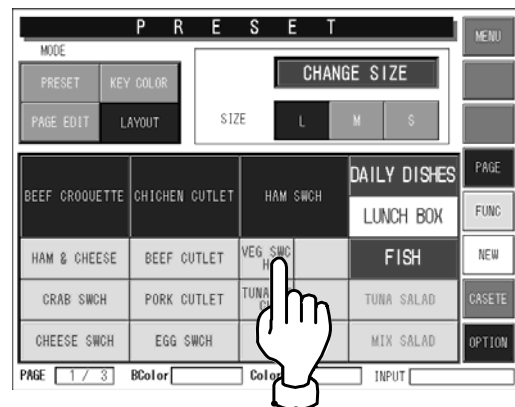 PRESET
MENU
MODE
CHANGE SIZE
PRESET KEY COLOR
PAGE EDIT LAYOUT
SIZE L M S
BEEF CROQUETTE CHICHEN CUTLET HAM SWCH DAILY DISHES
LUNCH BOX
PAGE
FUNC
HAM & CHEESE BEEF CUTLET VEG SWC
H
FISH
NEW
CRAB SWCH PORK CUTLET TUNA
TUNA SALAD
CASETE
CHEESE SWCH EGG SWCH MIX SALAD
OPTION
PAGE 1 / 3 BColor Color INPUT